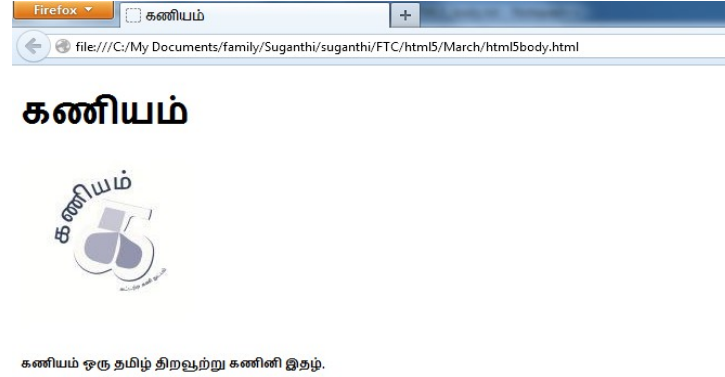 Firefox
கணியம்
file:///C:/My Documents/family/Suganthi/suganthi/FTC/html5/March/html5body.html
கணியம்
கணியம்
கணியம் ஒரு தமிழ் திறவூற்று கணினி இதழ்.